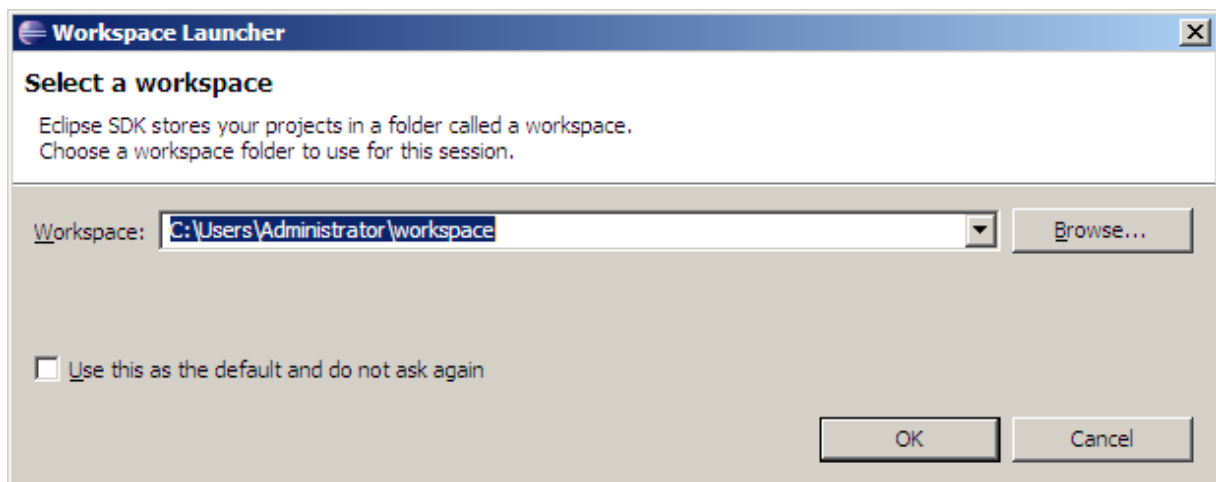 Workspace Launcher
Select a workspace
Eclipse SDK stores your projects in a folder called a workspace.
Choose a workspace folder to use for this session.
Workspace: C:\Users\Administrator\workspace Browse...
Use this as the default and do not ask again
OK Cancel